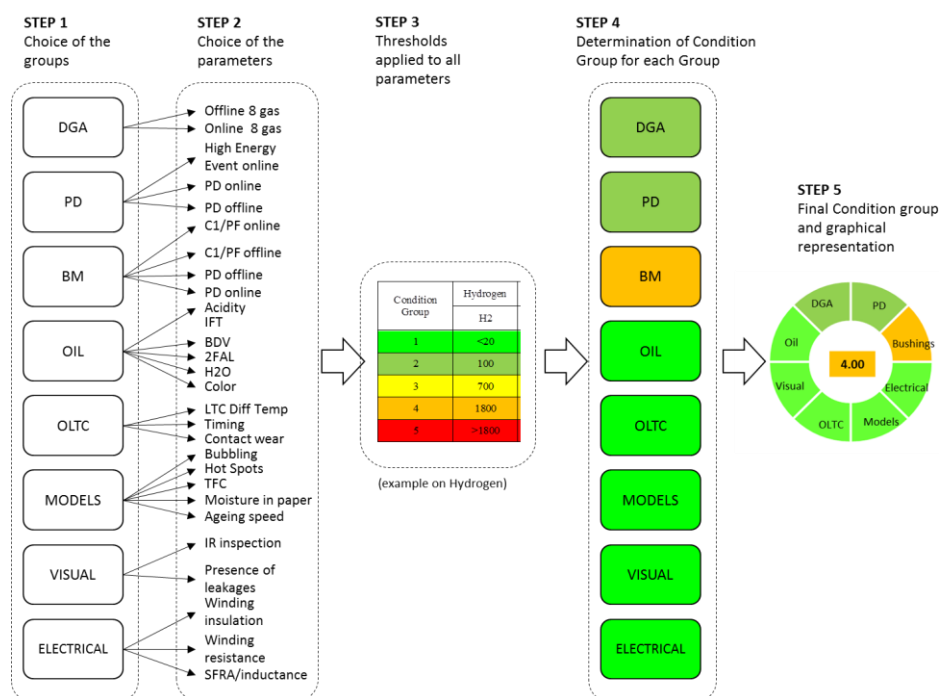 STEP 1
Choice of the
groups
STEP 2
Choice of the
parameters
STEP 3
Thresholds
applied to all
parameters
STEP 4
Determination of Condition
Group for each Group
DGA
PD
BM
OIL
OLTC
MODELS
VISUAL
ELECTRICAL
Offline 8 gas
Online 8 gas
High Energy
Event online
PD online
PD offline
C1/PF online
C1/PF offline
PD offline
PD online
Acidity
IFT
BDV
2FAL
H2O
Color
LTC Diff Temp
Timing
Contact wear
Bubbling
Hot Spots
TFC
Moisture in paper
Ageing speed
IR inspection
Presence of
leakages
Winding
insulation
Winding
resistance
SFRA/inductance
Condition
Group
Hydrogen
H2
1 <20
2 100
3 700
4 1800
5 >1800
(example on Hydrogen)
DGA
PD
BM
OIL
OLTC
MODELS
VISUAL
ELECTRICAL
STEP 5
Final Condition group
and graphical
representation
DGA PD
Oil Bushings
4.00
Visual Electrical
OLTC Models